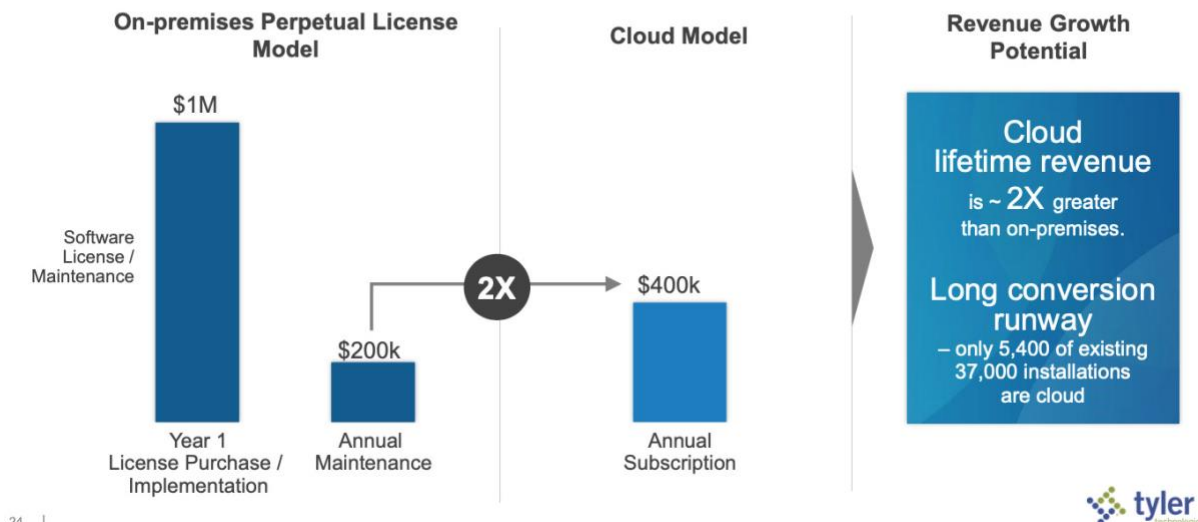 On-premises Perpetual License
Model
Cloud Model
Revenue Growth
Potential
$1M
Software
License /
Maintenance
$200k
2X
$400k
Year 1
License Purchase /
Implementation
Annual
Maintenance
Annual
Subscription
Cloud
lifetime revenue
is ~ 2X greater
than on-premises.
Long conversion
runway
– only 5,400 of existing
37,000 installations
are cloud
24 |
tyler